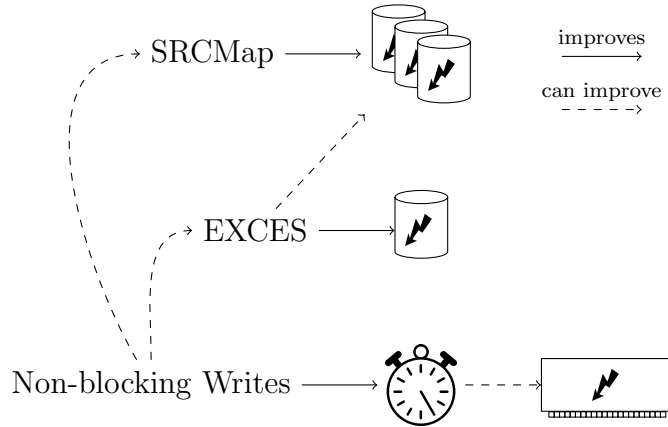 SRCMap
improves
can improve
EXCES
Non-blocking Writes